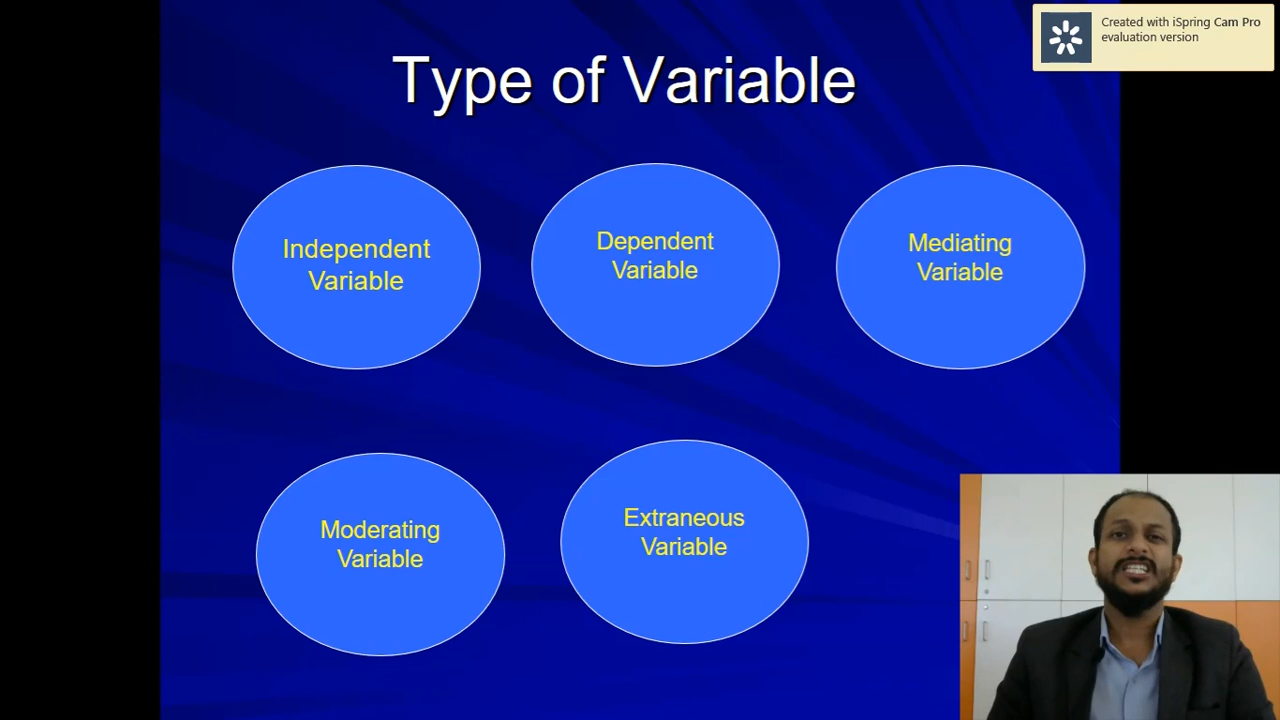 Created with iSpring Cam Pro
evaluation version
Type of Variable
Independent
Variable
Dependent
Variable
Mediating
Variable
Moderating
Variable
Extraneous
Variable